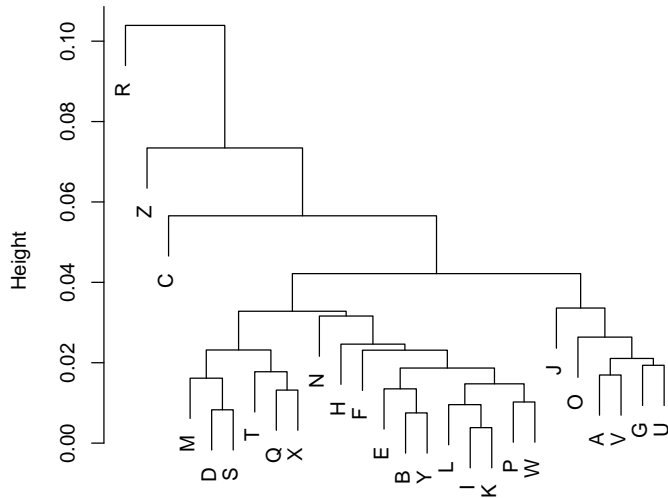 0.10
0.08
0.06
0.04
0.02
0.00
Height
R
Z
C
M
D
S
T
Q
X
N
H
F
E
B
Y
L
I
K
P
W
J
O
A
V
G
U